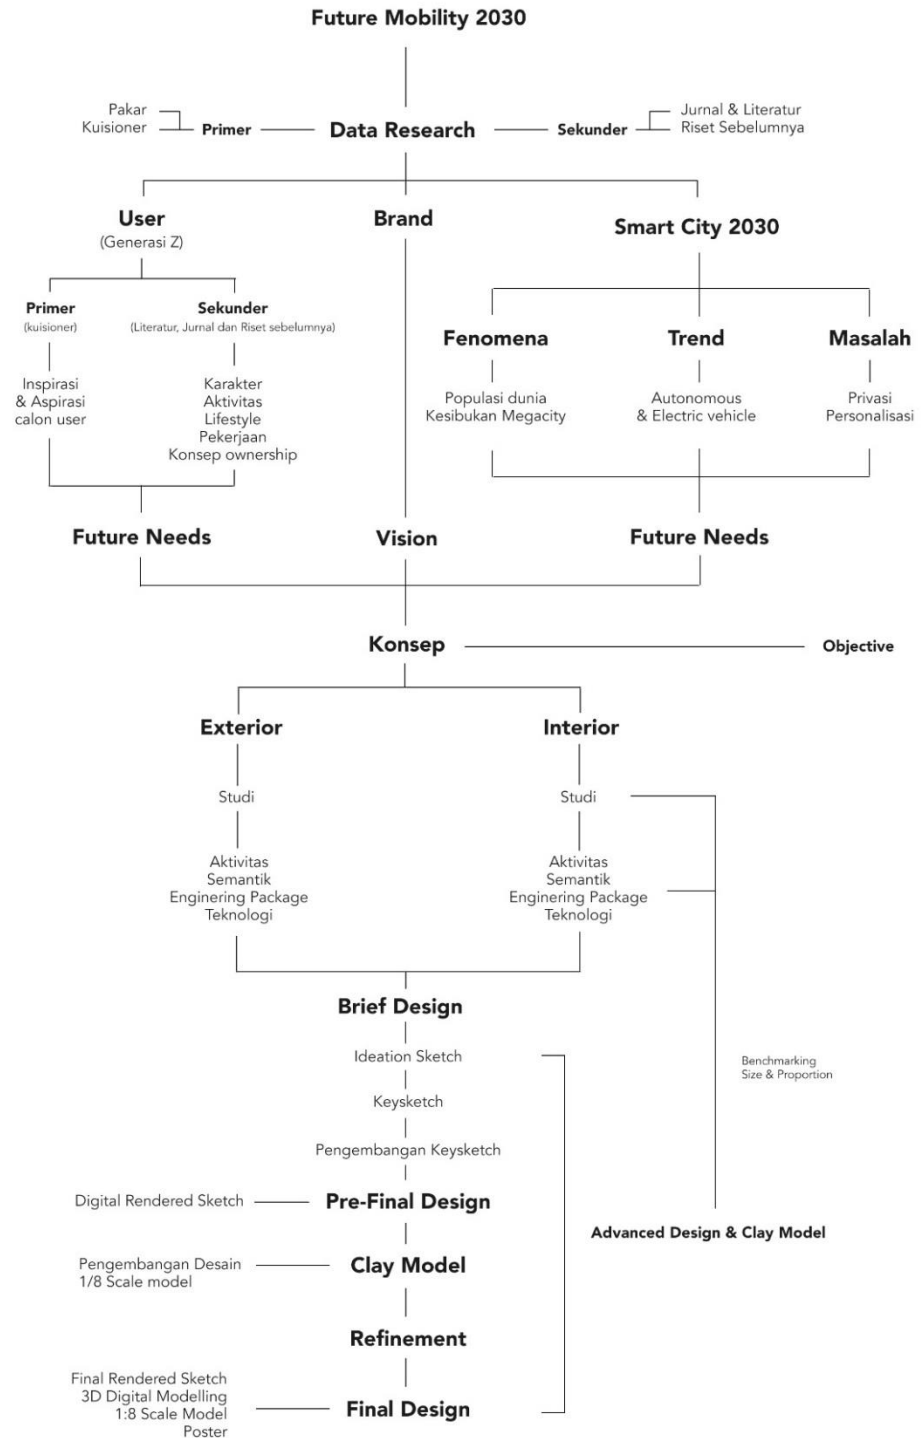 Future Mobility 2030
Pakar
Kuisioner
Primer
Data Research
Sekunder
Jurnal & Literatur
Riset Sebelumnya
User
(Generasi Z)
Brand
Smart City 2030
Primer
(kuisioner)
Sekunder
(Literatur, Jurnal dan Riset sebelumnya)
Inspirasi
& Aspirasi
calon user
Karakter
Aktivitas
Lifestyle
Pekerjaan
Konsep ownership
Fenomena
Trend
Masalah
Populasi dunia
Kesibukan Megacity
Autonomous
& Electric vehicle
Privasi
Personalisasi
Future Needs
Vision
Future Needs
Konsep
Objective
Exterior
Interior
Studi
Studi
Aktivitas
Semantik
Enginering Package
Teknologi
Aktivitas
Semantik
Enginering Package
Teknologi
Brief Design
Ideation Sketch
Keysketch
Pengembangan Keysketch
Benchmarking
Size & Proportion
Digital Rendered Sketch
Pre-Final Design
Advanced Design & Clay Model
Pengembangan Desain
1/8 Scale model
Clay Model
Refinement
Final Rendered Sketch
3D Digital Modelling
1:8 Scale Model
Poster
Final Design